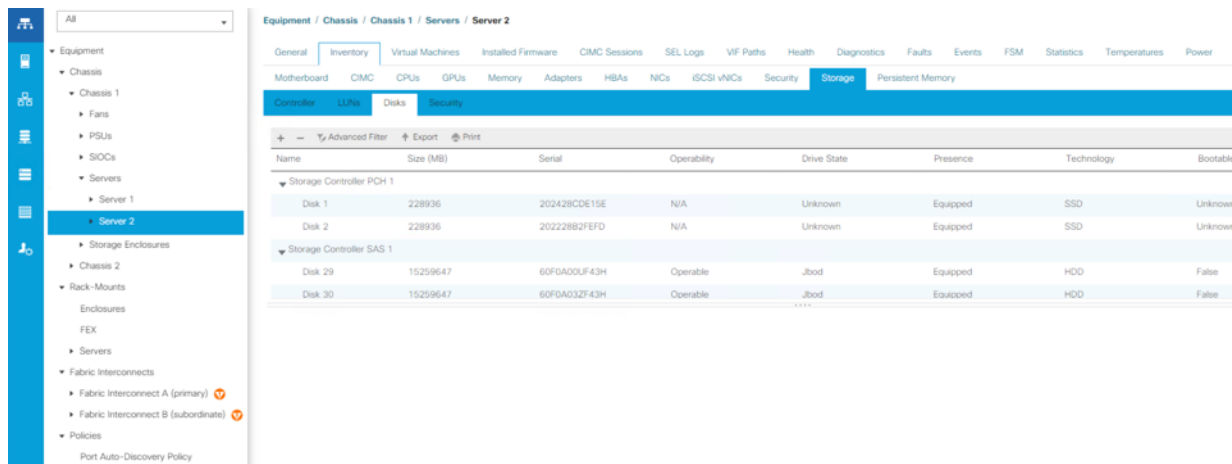 All
Equipment / Chassis / Chassis 1 / Servers / Server 2
Equipment
Chassis
Chassis 1
Fans
PSUs
SIOCs
Servers
Server 1
Server 2
Storage Enclosures
Chassis 2
Rack-Mounts
Enclosures
FEX
Servers
Fabric Interconnects
Fabric Interconnect A (primary)
Fabric Interconnect B (subordinate)
Policies
Port Auto-Discovery Policy
General Inventory Virtual Machines Installed Firmware CIMC Sessions SEL Logs VIF Paths Health Diagnostics Faults Events FSM Statistics Temperatures Power
Motherboard CIMC CPUs GPUs Memory Adapters HBAs NICs iSCSI vNICs Security Storage Persistent Memory
Controller LUNs Disks Security
+ − Advanced Filter Export Print
Name Size (MB) Serial Operability Drive State Presence Technology Bootable
Storage Controller PCH 1
Disk 1 228936 202428CDE15E N/A Unknown Equipped SSD Unknown
Disk 2 228936 202228B2FEFD N/A Unknown Equipped SSD Unknown
Storage Controller SAS 1
Disk 29 15259647 60F0A00UF43H Operable Jbod Equipped HDD False
Disk 30 15259647 60F0A03ZF43H Operable Jbod Equipped HDD False